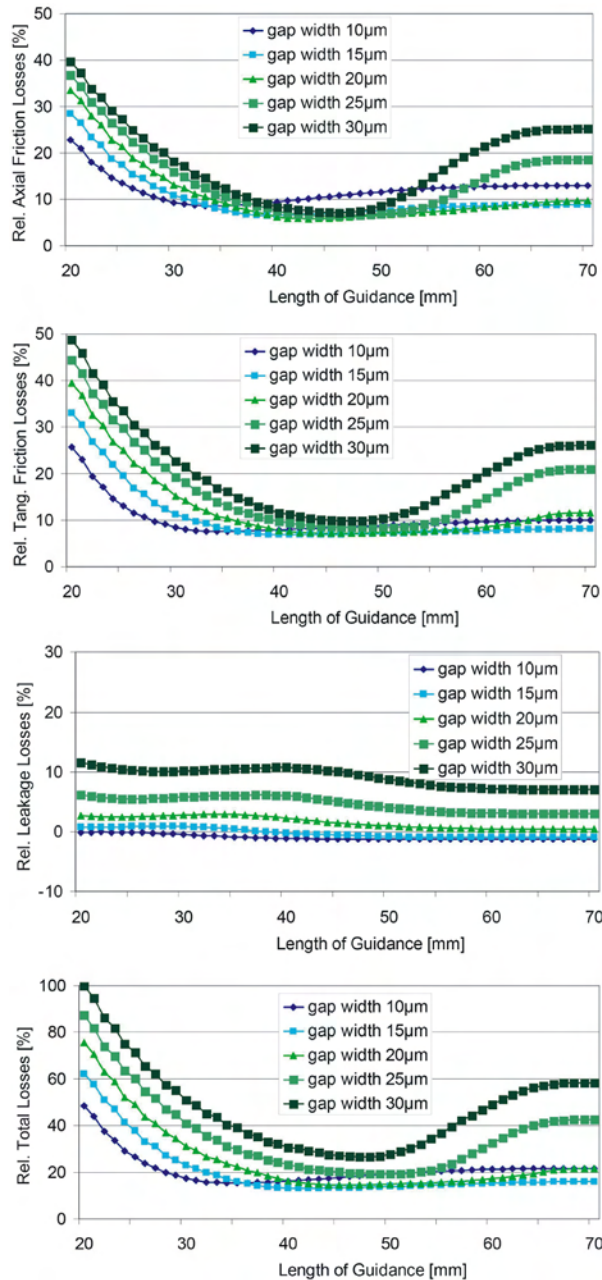 Rel. Axial Friction Losses [%]
50
40
30
20
10
0
gap width 10µm
gap width 15µm
gap width 20µm
gap width 25µm
gap width 30µm
20 30 40 50 60 70
Length of Guidance [mm]
Rel. Tang. Friction Losses [%]
50
40
30
20
10
0
gap width 10µm
gap width 15µm
gap width 20µm
gap width 25µm
gap width 30µm
20 30 40 50 60 70
Length of Guidance [mm]
Rel. Leakage Losses [%]
30
20
10
0
-10
gap width 10µm
gap width 15µm
gap width 20µm
gap width 25µm
gap width 30µm
20 30 40 50 60 70
Length of Guidance [mm]
Rel. Total Losses [%]
100
80
60
40
20
0
gap width 10µm
gap width 15µm
gap width 20µm
gap width 25µm
gap width 30µm
20 30 40 50 60 70
Length of Guidance [mm]